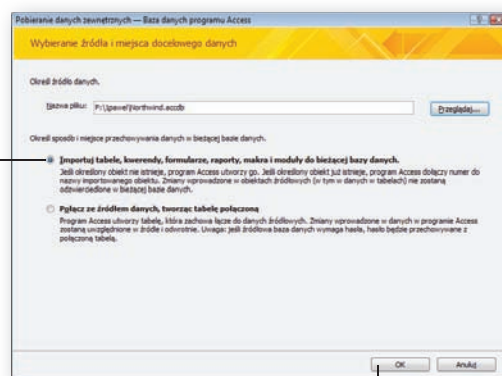 Pobieranie danych zewnętrznych — Baza danych programu Access
Wybieranie źródła i miejsca docelowego danych
Określ źródło danych.
Nazwa pliku: F:\Ipawel\Northwind.accdb
Przeglądaj...
Określ sposób i miejsce przechowywania danych w bieżącej bazie danych.
Importuj tabele, kwerendy, formularze, raporty, makra i moduły do bieżącej bazy danych.
Jeśli określony obiekt nie istnieje, program Access utworzy go. Jeśli określony obiekt już istnieje, program Access dołączy numer do
nazwy importowanego obiektu. Zmiany wprowadzone w obiektach źródłowych (w tym w danych w tabelach) nie zostaną
odzwierciedlone w bieżącej bazie danych.
Połącz ze źródłem danych, tworząc tabelę połączoną
Program Access utworzy tabelę, która zachowa łącze do danych źródłowych. Zmiany wprowadzone w danych w programie Access
zostaną uwzględnione w źródle i odwrotnie. Uwaga: jeśli źródłowa baza danych wymaga hasła, hasło będzie przechowywane z
połączoną tabelą.
OK
Anuluj